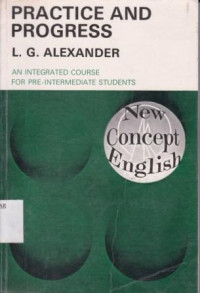 PRACTICE AND
PROGRESS
L. G. ALEXANDER
AN INTEGRATED COURSE
FOR PRE-INTERMEDIATE STUDENTS
New
Concept
English